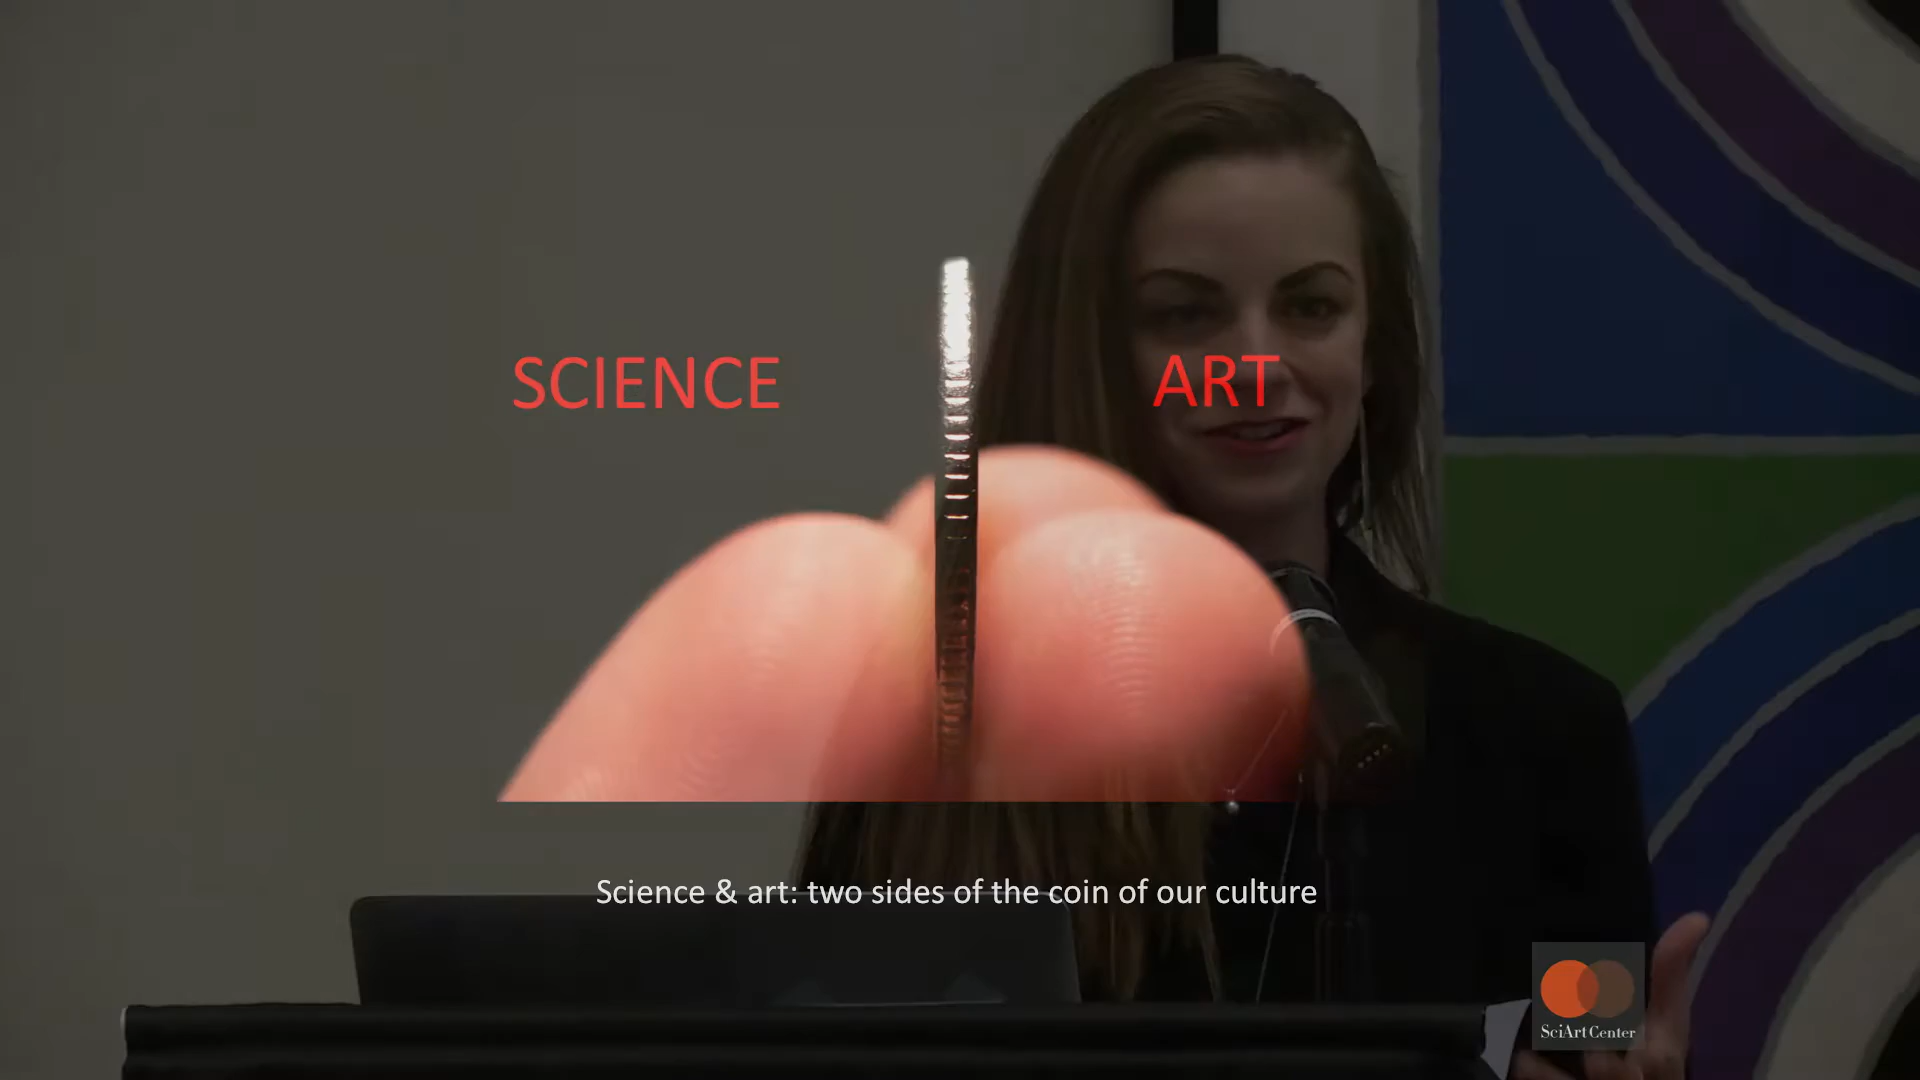 SCIENCE ART
Science & art: two sides of the coin of our culture
SciArt Center